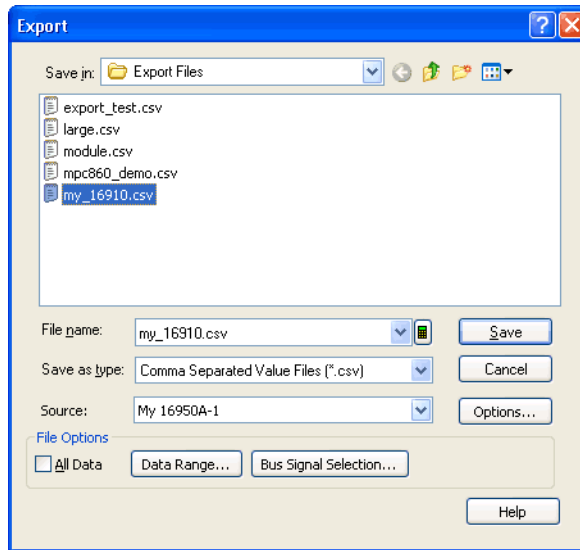 Export
Save in: Export Files
export_test.csv
large.csv
module.csv
mpc860_demo.csv
my_16910.csv
File name: my_16910.csv Save
Save as type: Comma Separated Value Files (*.csv) Cancel
Source: My 16950A-1 Options...
File Options
All Data Data Range... Bus Signal Selection...
Help